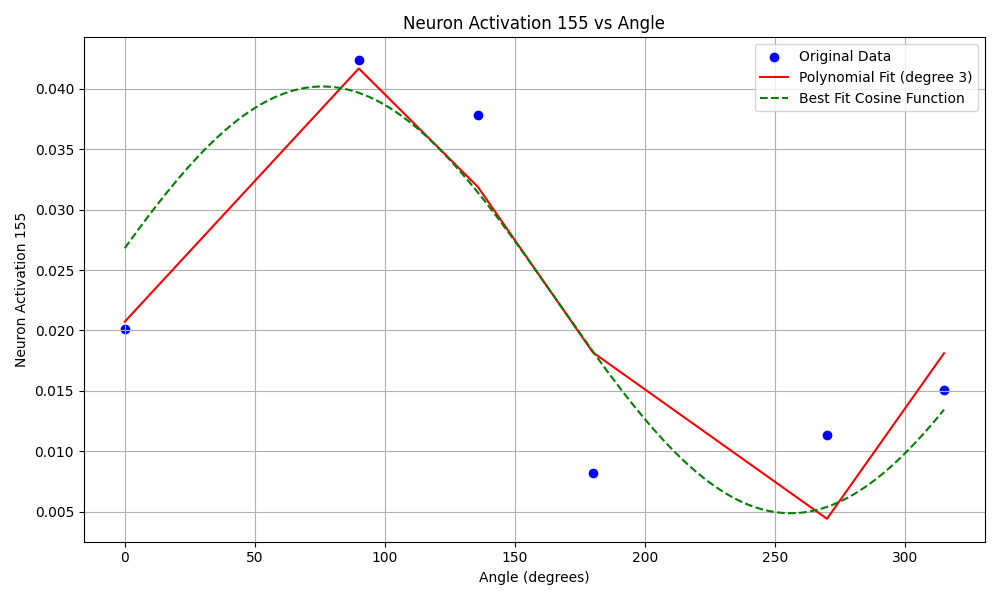 Neuron Activation 155 vs Angle
Original Data
Polynomial Fit (degree 3)
Best Fit Cosine Function
0.040
0.035
0.030
0.025
0.020
0.015
0.010
0.005
Neuron Activation 155
0 50 100 150 200 250 300
Angle (degrees)